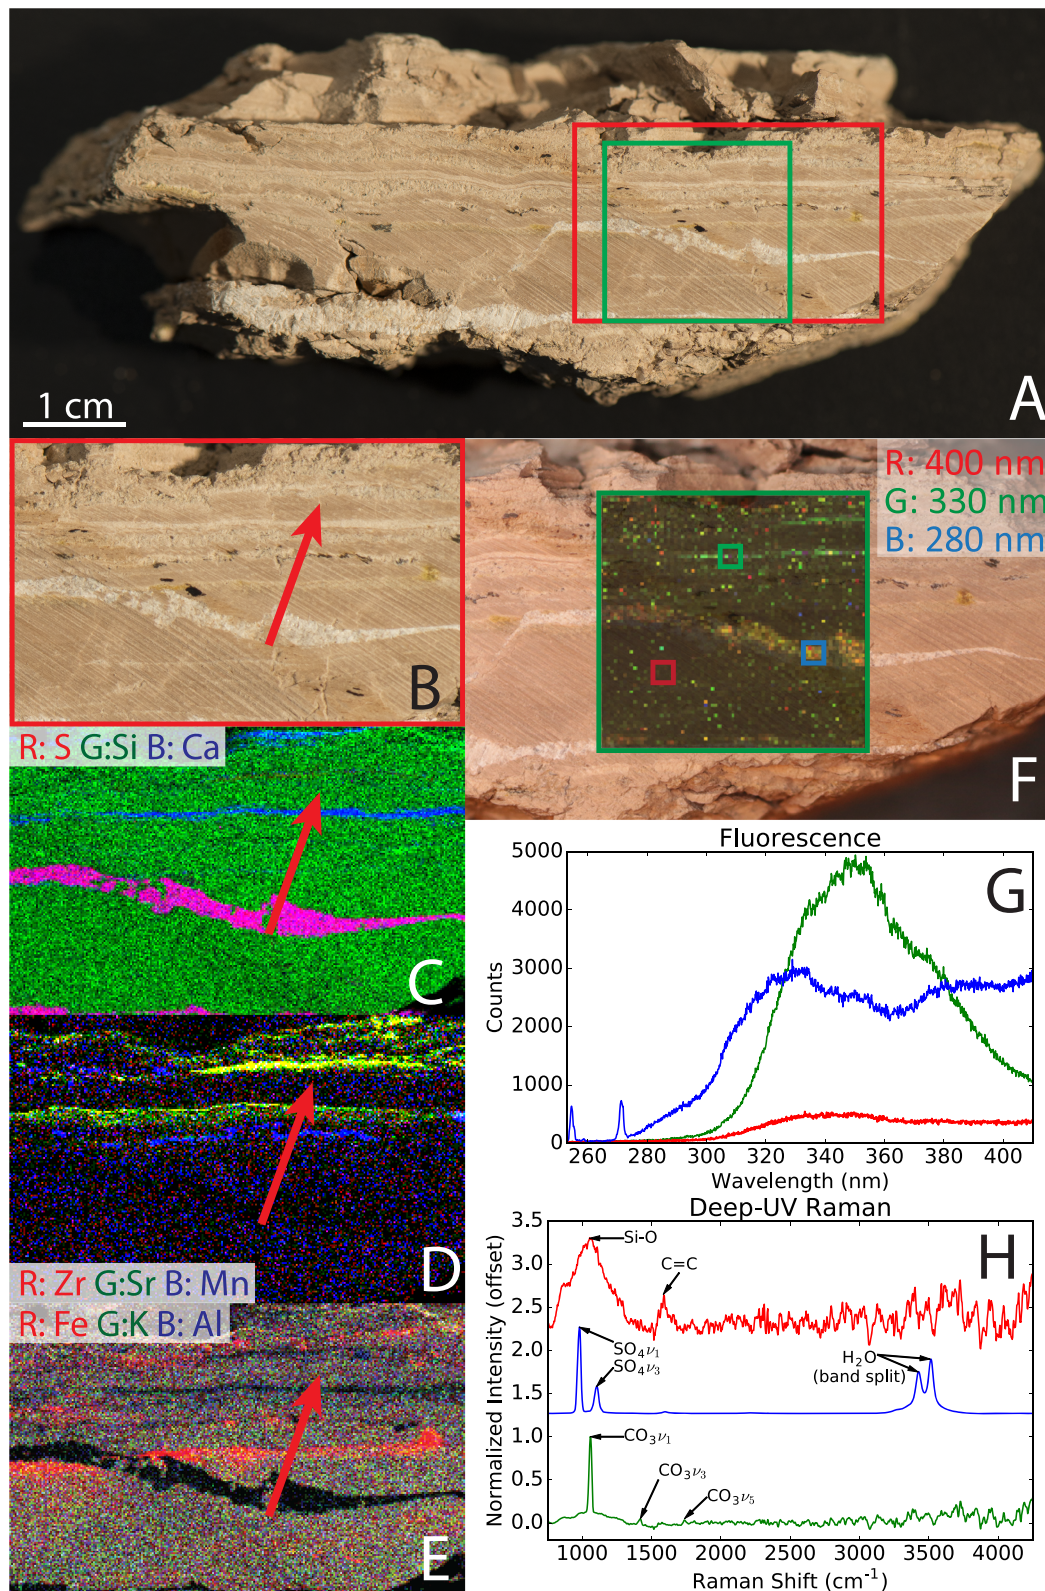 1 cm
A
B
R: 400 nm
G: 330 nm
B: 280 nm
F
R: S G:Si B: Ca
C
D
R: Zr G:Sr B: Mn
R: Fe G:K B: Al
E
Fluorescence
G
5000
4000
3000
2000
1000
0
Counts
260 280 300 320 340 360 380 400
Wavelength (nm)
Deep-UV Raman
H
3.5
3.0
2.5
2.0
1.5
1.0
0.5
0.0
Normalized Intensity (offset)
Si-O
C=C
SO₄ν₁
SO₄ν₃
H₂O
(band split)
CO₃ν₁
CO₃ν₃
CO₃ν₅
1000 1500 2000 2500 3000 3500 4000
Raman Shift (cm⁻¹)